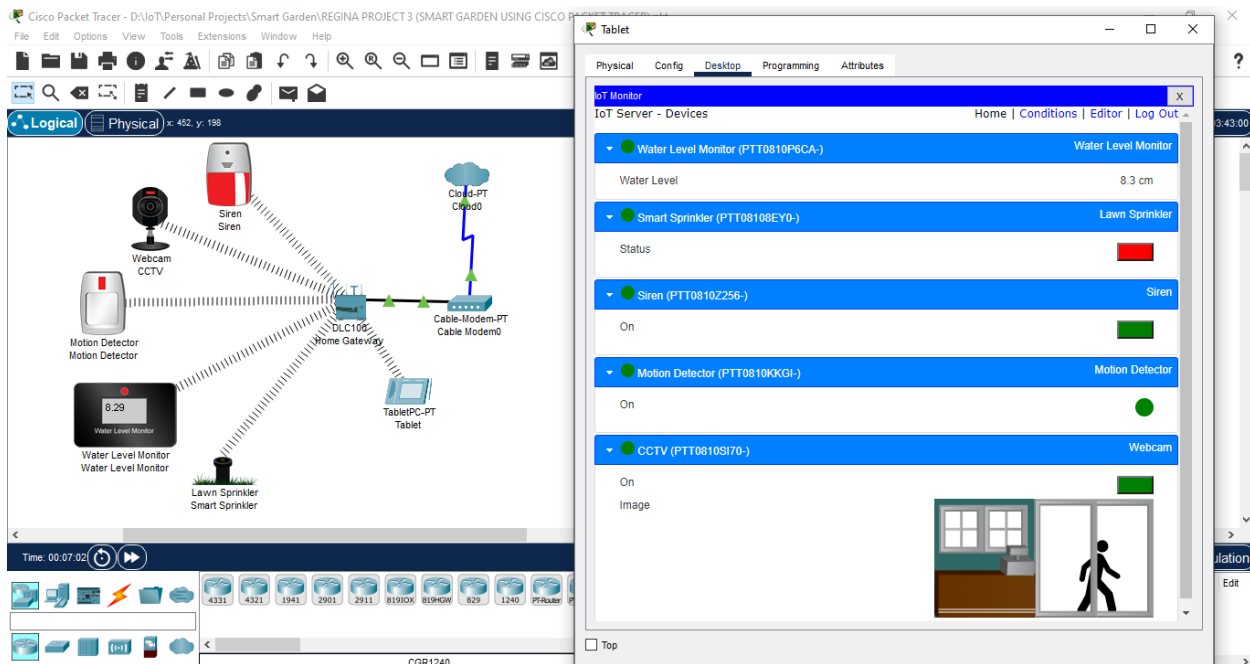 Cisco Packet Tracer - D:\IoT\Personal Projects\Smart Garden\REGINA PROJECT 3 (SMART GARDEN USING CISCO
File Edit Options View Tools Extensions Window Help
?
Logical Physical x: 452, y: 198
3:43:00
Siren
Siren
Webcam
CCTV
Motion Detector
Motion Detector
8.29
Water Level Monitor
Water Level Monitor
Water Level Monitor
Lawn Sprinkler
Smart Sprinkler
DLC100
Home Gateway
Cloud-PT
Cloud0
Cable-Modem-PT
Cable Modem0
TabletPC-PT
Tablet
Time: 00:07:02
4331 4321 1941 2901 2911 819IOX 819HGW 829 1240 PT-Router
CGR1240
Edit
Tablet
Physical Config Desktop Programming Attributes
IoT Monitor X
IoT Server - Devices Home | Conditions | Editor | Log Out
Water Level Monitor (PTT0810P6CA-) Water Level Monitor
Water Level 8.3 cm
Smart Sprinkler (PTT08108EY0-) Lawn Sprinkler
Status
Siren (PTT0810Z256-) Siren
On
Motion Detector (PTT0810KKGI-) Motion Detector
On
CCTV (PTT0810SI70-) Webcam
On
Image
Top